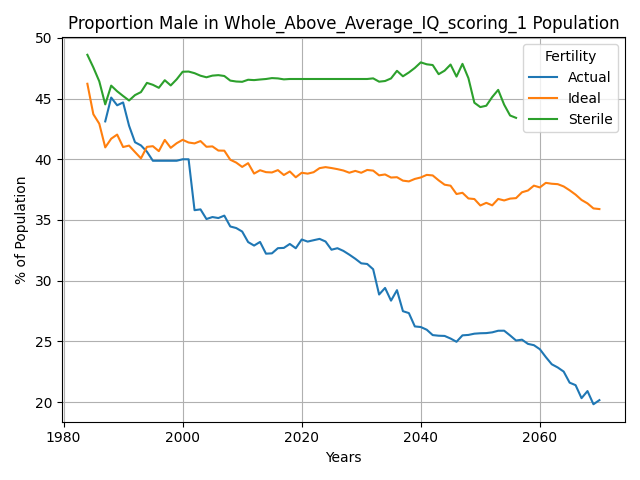 Proportion Male in Whole_Above_Average_IQ_scoring_1 Population
% of Population
50
45
40
35
30
25
20
Fertility
Actual
Ideal
Sterile
1980
2000
2020
2040
2060
Years